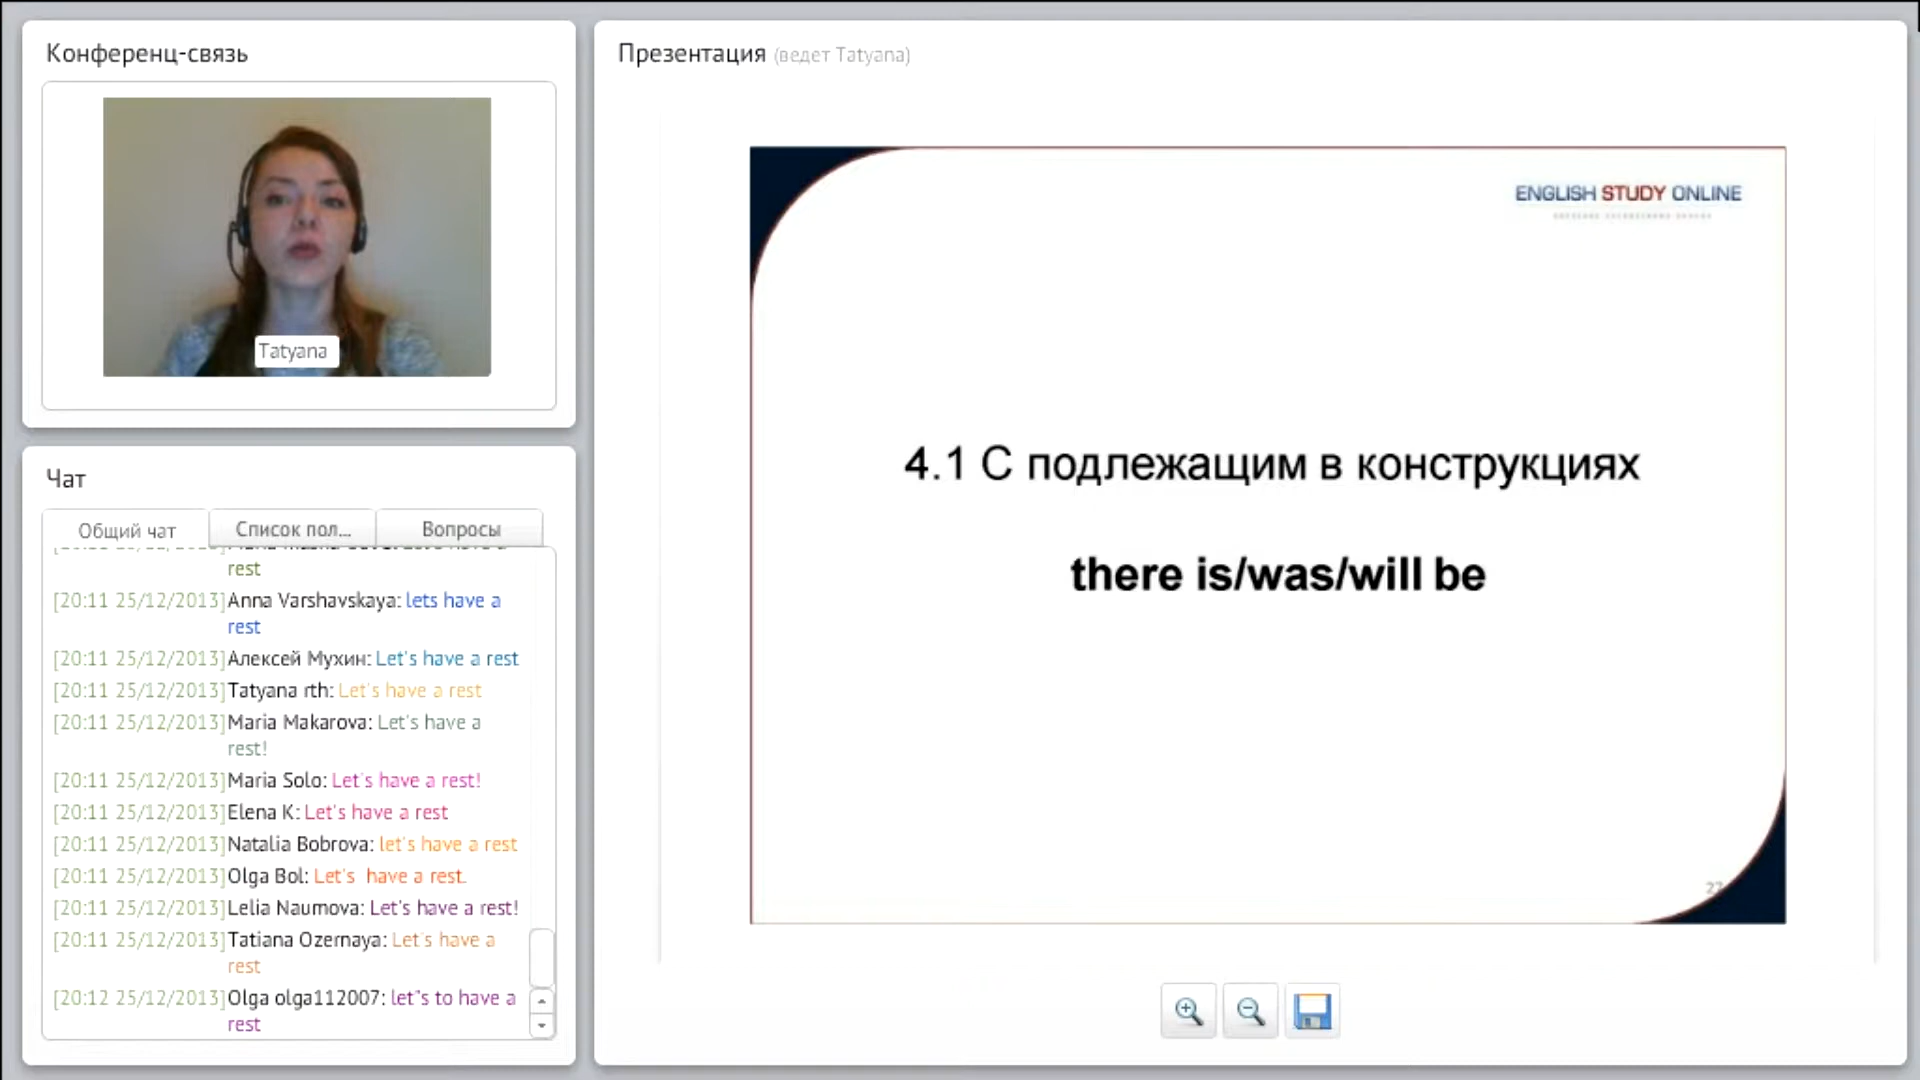 Конференц-связь
Tatyana
Чат
Общий чат
Список пол...
Вопросы
rest
[20:11 25/12/2013]Anna Varshavskaya: lets have a
rest
[20:11 25/12/2013]Алексей Мухин: Let's have a rest
[20:11 25/12/2013]Tatyana rth: Let's have a rest
[20:11 25/12/2013]Maria Makarova: Let's have a
rest!
[20:11 25/12/2013]Maria Solo: Let's have a rest!
[20:11 25/12/2013]Elena K: Let's have a rest
[20:11 25/12/2013]Natalia Bobrova: let's have a rest
[20:11 25/12/2013]Olga Bol: Let's  have a rest.
[20:11 25/12/2013]Lelia Naumova: Let's have a rest!
[20:11 25/12/2013]Tatiana Ozernaya: Let's have a
rest
[20:12 25/12/2013]Olga olga112007: let"s to have a
rest
Презентация (ведет Tatyana)
ENGLISH STUDY ONLINE
4.1 С подлежащим в конструкциях
there is/was/will be